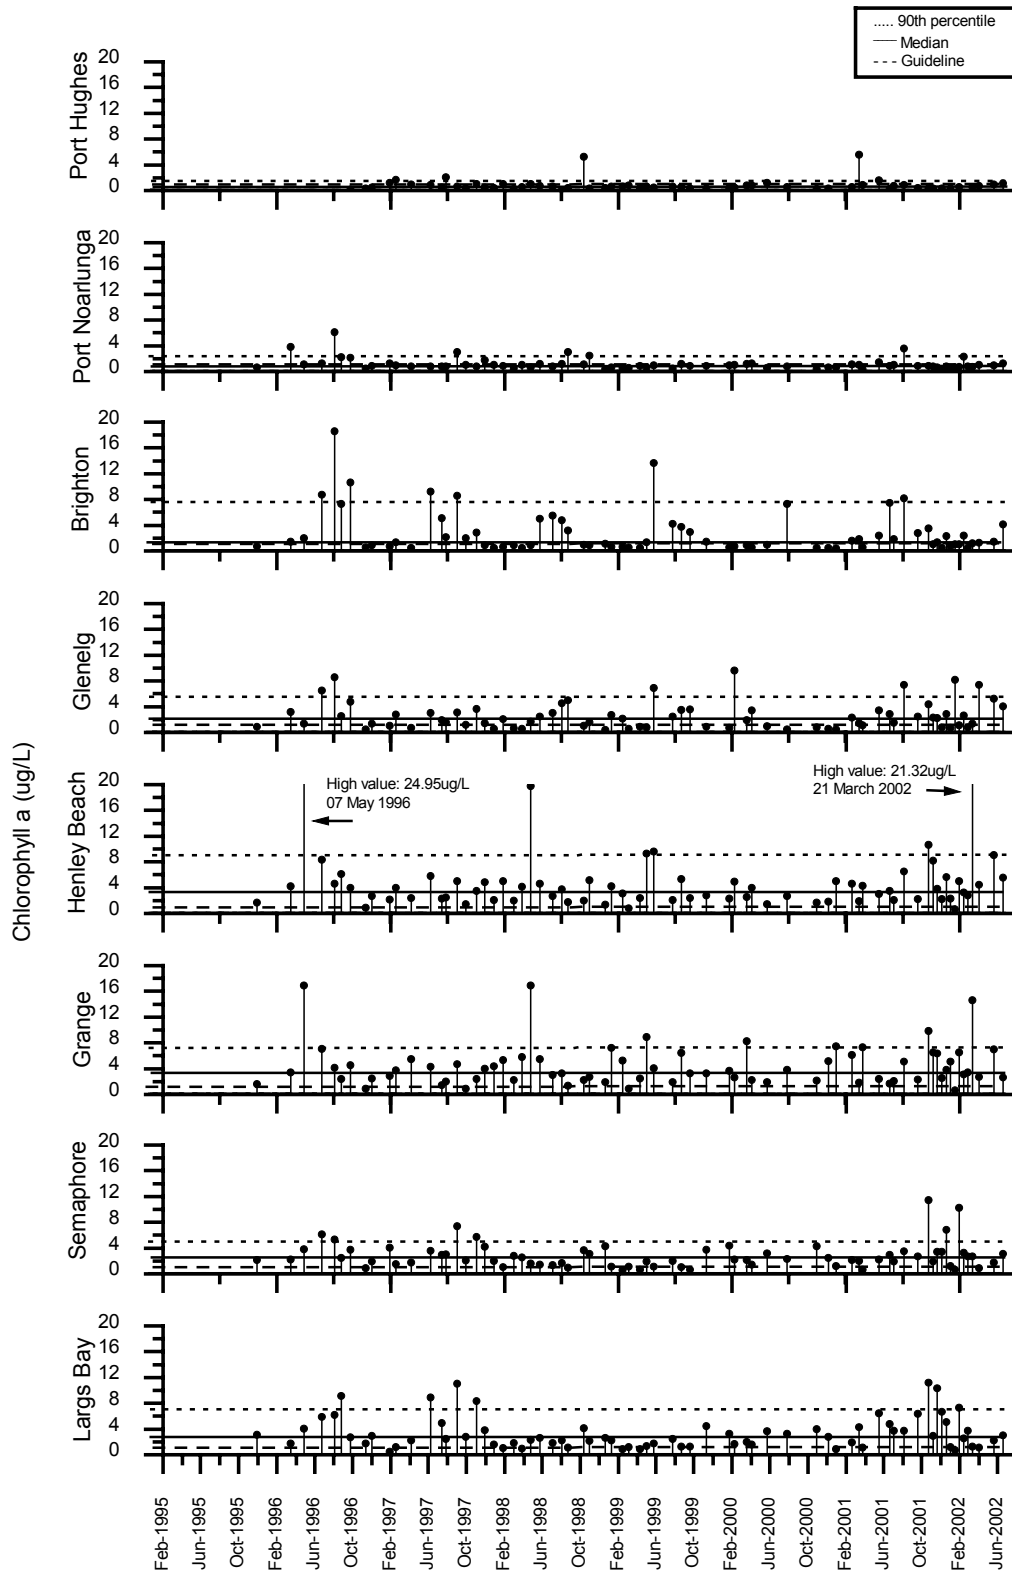 ..... 90th percentile
—— Median
- - - Guideline
Chlorophyll a (ug/L)
Port Hughes
20
16
12
8
4
0
Port Noarlunga
20
16
12
8
4
0
Brighton
20
16
12
8
4
0
Glenelg
20
16
12
8
4
0
Henley Beach
20
16
12
8
4
0
High value: 24.95ug/L
07 May 1996
High value: 21.32ug/L
21 March 2002
Grange
20
16
12
8
4
0
Semaphore
20
16
12
8
4
0
Largs Bay
20
16
12
8
4
0
Feb-1995
Jun-1995
Oct-1995
Feb-1996
Jun-1996
Oct-1996
Feb-1997
Jun-1997
Oct-1997
Feb-1998
Jun-1998
Oct-1998
Feb-1999
Jun-1999
Oct-1999
Feb-2000
Jun-2000
Oct-2000
Feb-2001
Jun-2001
Oct-2001
Feb-2002
Jun-2002